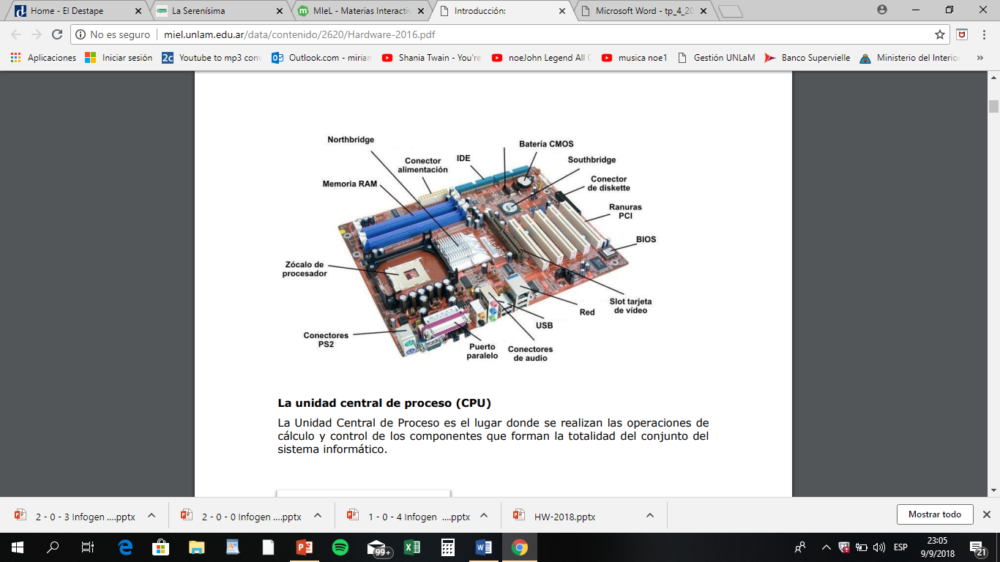 Home - El Destape
La Serenísima
MIeL - Materias Interactiv
Introducción:
Microsoft Word - tp_4_20
No es seguro
miel.unlam.edu.ar/data/contenido/2620/Hardware-2016.pdf
Aplicaciones
Iniciar sesión
Youtube to mp3 conv
Outlook.com - mirian
Shania Twain - You're
noeJohn Legend All O
musica noe1
Gestión UNLaM
Banco Supervielle
Ministerio del Interior
»
Northbridge
Batería CMOS
Conector
alimentación
IDE
Southbridge
Memoria RAM
Conector
de diskette
Ranuras
PCI
BIOS
Zócalo de
procesador
Slot tarjeta
de vídeo
Red
USB
Conectores
PS2
Puerto
paralelo
Conectores
de audio
La unidad central de proceso (CPU)
La Unidad Central de Proceso es el lugar donde se realizan las operaciones de
cálculo y control de los componentes que forman la totalidad del conjunto del
sistema informático.
2 - 0 - 3 Infogen ....pptx
2 - 0 - 0 Infogen ....pptx
1 - 0 - 4 Infogen ....pptx
HW-2018.pptx
Mostrar todo
99+
ESP
23:05
9/9/2018
21